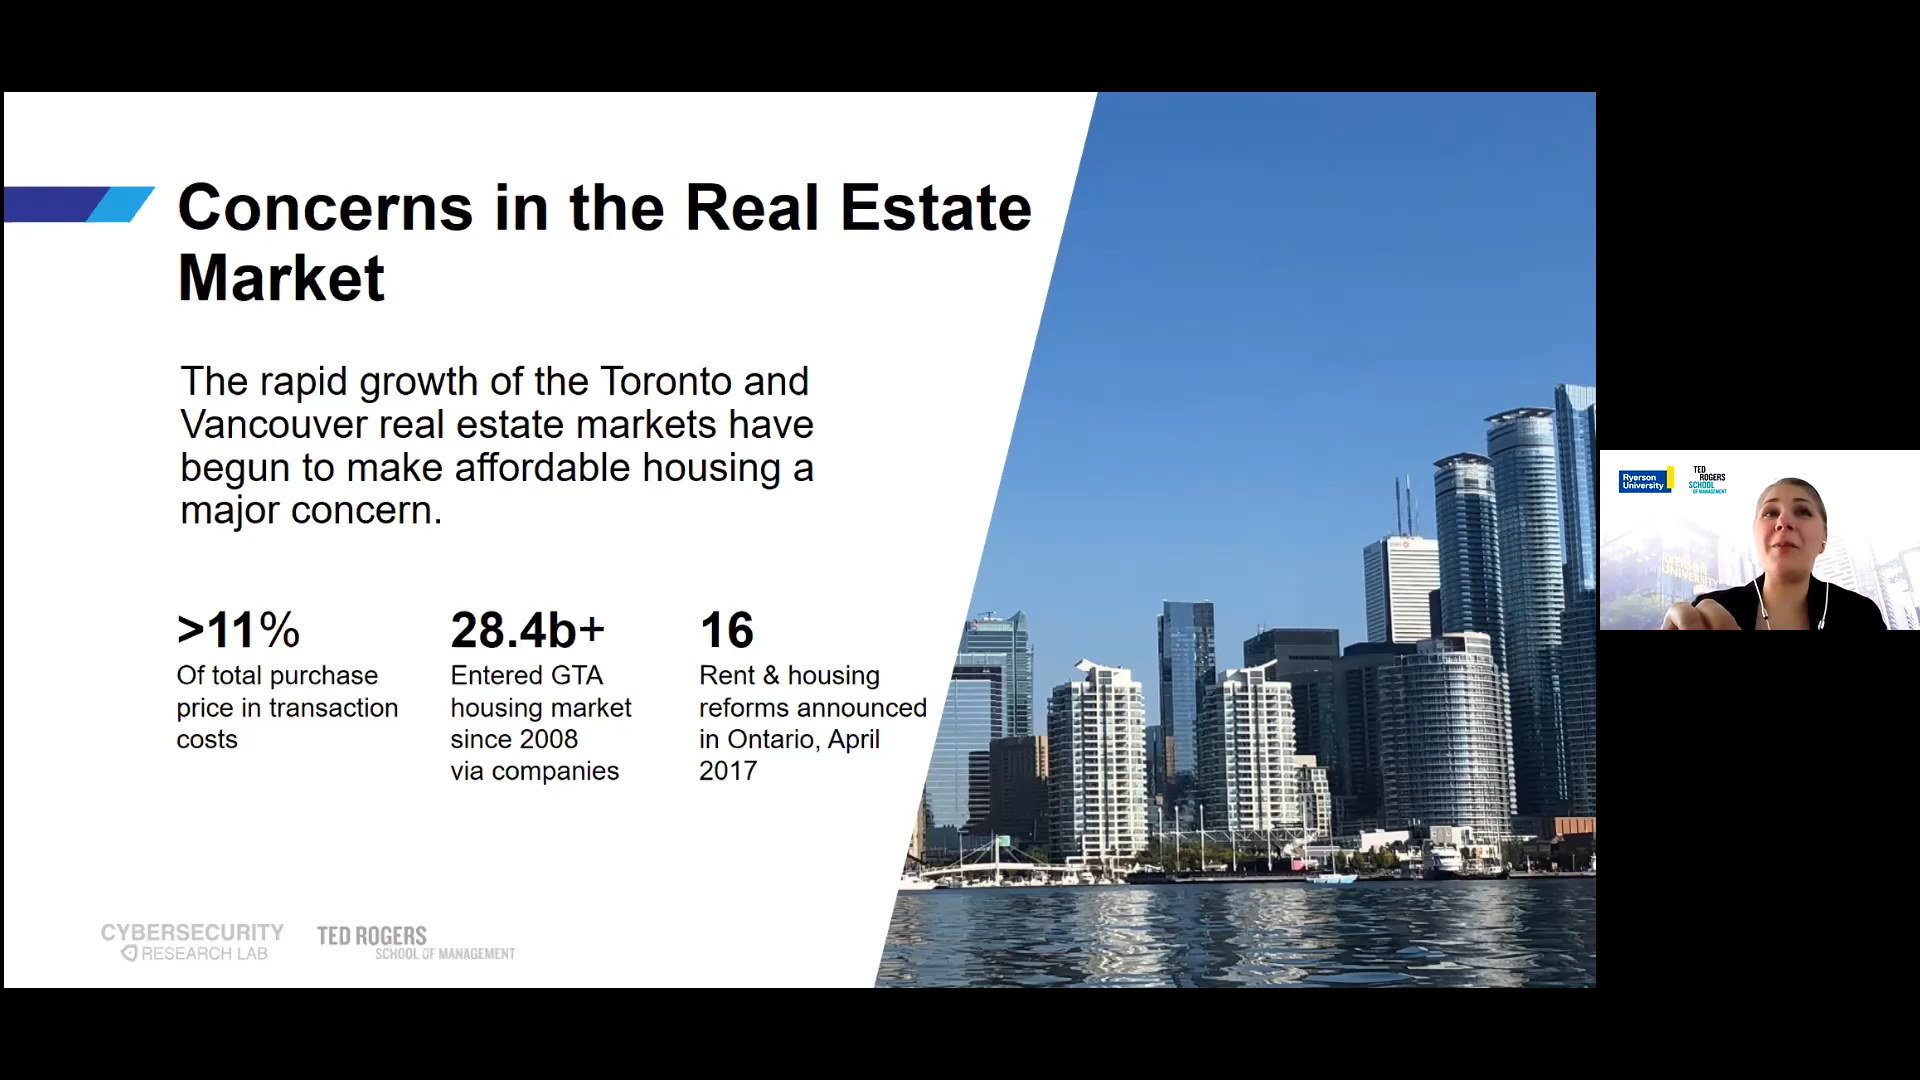 Concerns in the Real Estate
Market
The rapid growth of the Toronto and
Vancouver real estate markets have
begun to make affordable housing a
major concern.
>11%
Of total purchase
price in transaction
costs
28.4b+
Entered GTA
housing market
since 2008
via companies
16
Rent & housing
reforms announced
in Ontario, April
2017
CYBERSECURITY
RESEARCH LAB
TED ROGERS
SCHOOL OF MANAGEMENT
Ryerson
University
TED
ROGERS
SCHOOL
OF MANAGEMENT
UNIVERSITY